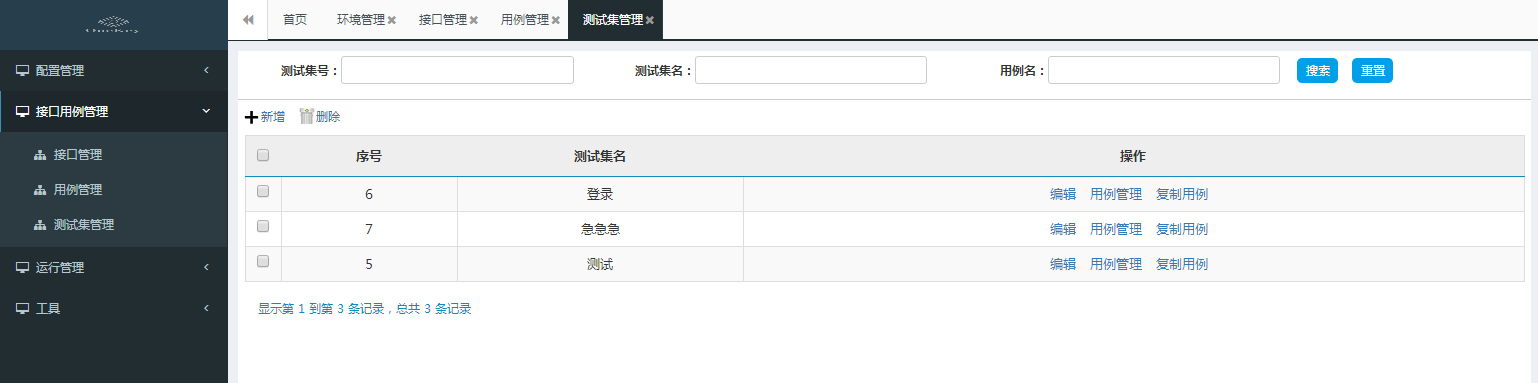 首页 环境管理 接口管理 用例管理 测试集管理
配置管理
接口用例管理
接口管理
用例管理
测试集管理
运行管理
工具
测试集号： 测试集名： 用例名： 搜索 重置
新增 删除
序号 测试集名 操作
6 登录 编辑 用例管理 复制用例
7 急急急 编辑 用例管理 复制用例
5 测试 编辑 用例管理 复制用例
显示第 1 到第 3 条记录，总共 3 条记录